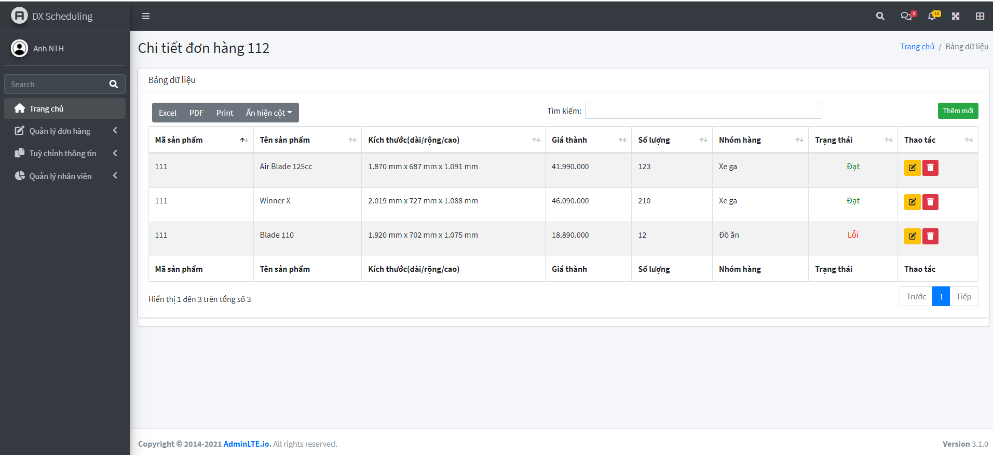 DX Scheduling
3
15
Anh NTH
Chi tiết đơn hàng 112
Trang chủ / Bảng dữ liệu
Search
Bảng dữ liệu
Trang chủ
Quản lý đơn hàng
Tuỳ chỉnh thông tin
Quản lý nhân viên
Excel PDF Print Ẩn hiện cột
Tìm kiếm:
Thêm mới
Mã sản phẩm Tên sản phẩm Kích thước(dài/rộng/cao) Giá thành Số lượng Nhóm hàng Trạng thái Thao tác
111 Air Blade 125cc 1.870 mm x 687 mm x 1.091 mm 41.990.000 123 Xe ga Đạt
111 Winner X 2.019 mm x 727 mm x 1.088 mm 46.090.000 210 Xe ga Đạt
111 Blade 110 1.920 mm x 702 mm x 1.075 mm 18.890.000 12 Đồ ăn Lỗi
Mã sản phẩm Tên sản phẩm Kích thước(dài/rộng/cao) Giá thành Số lượng Nhóm hàng Trạng thái Thao tác
Hiển thị 1 đến 3 trên tổng số 3
Trước 1 Tiếp
Copyright © 2014-2021 AdminLTE.io. All rights reserved.
Version 3.1.0